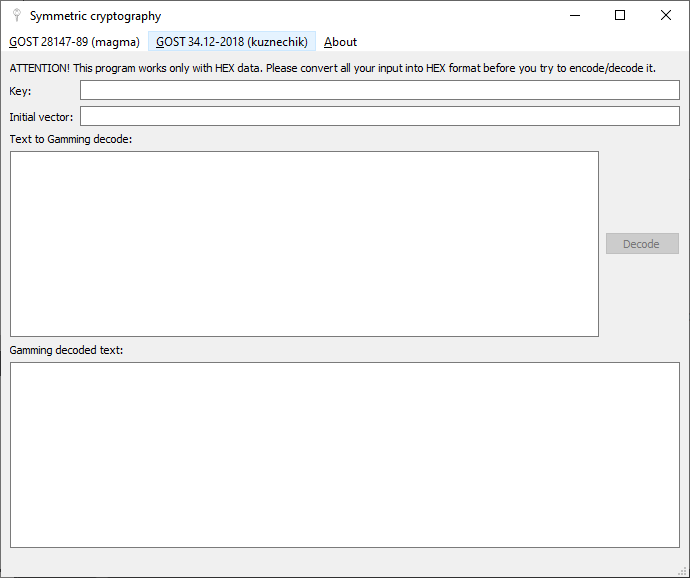 Symmetric cryptography
GOST 28147-89 (magma) GOST 34.12-2018 (kuznechik) About
ATTENTION! This program works only with HEX data. Please convert all your input into HEX format before you try to encode/decode it.
Key:
Initial vector:
Text to Gamming decode:
Decode
Gamming decoded text: